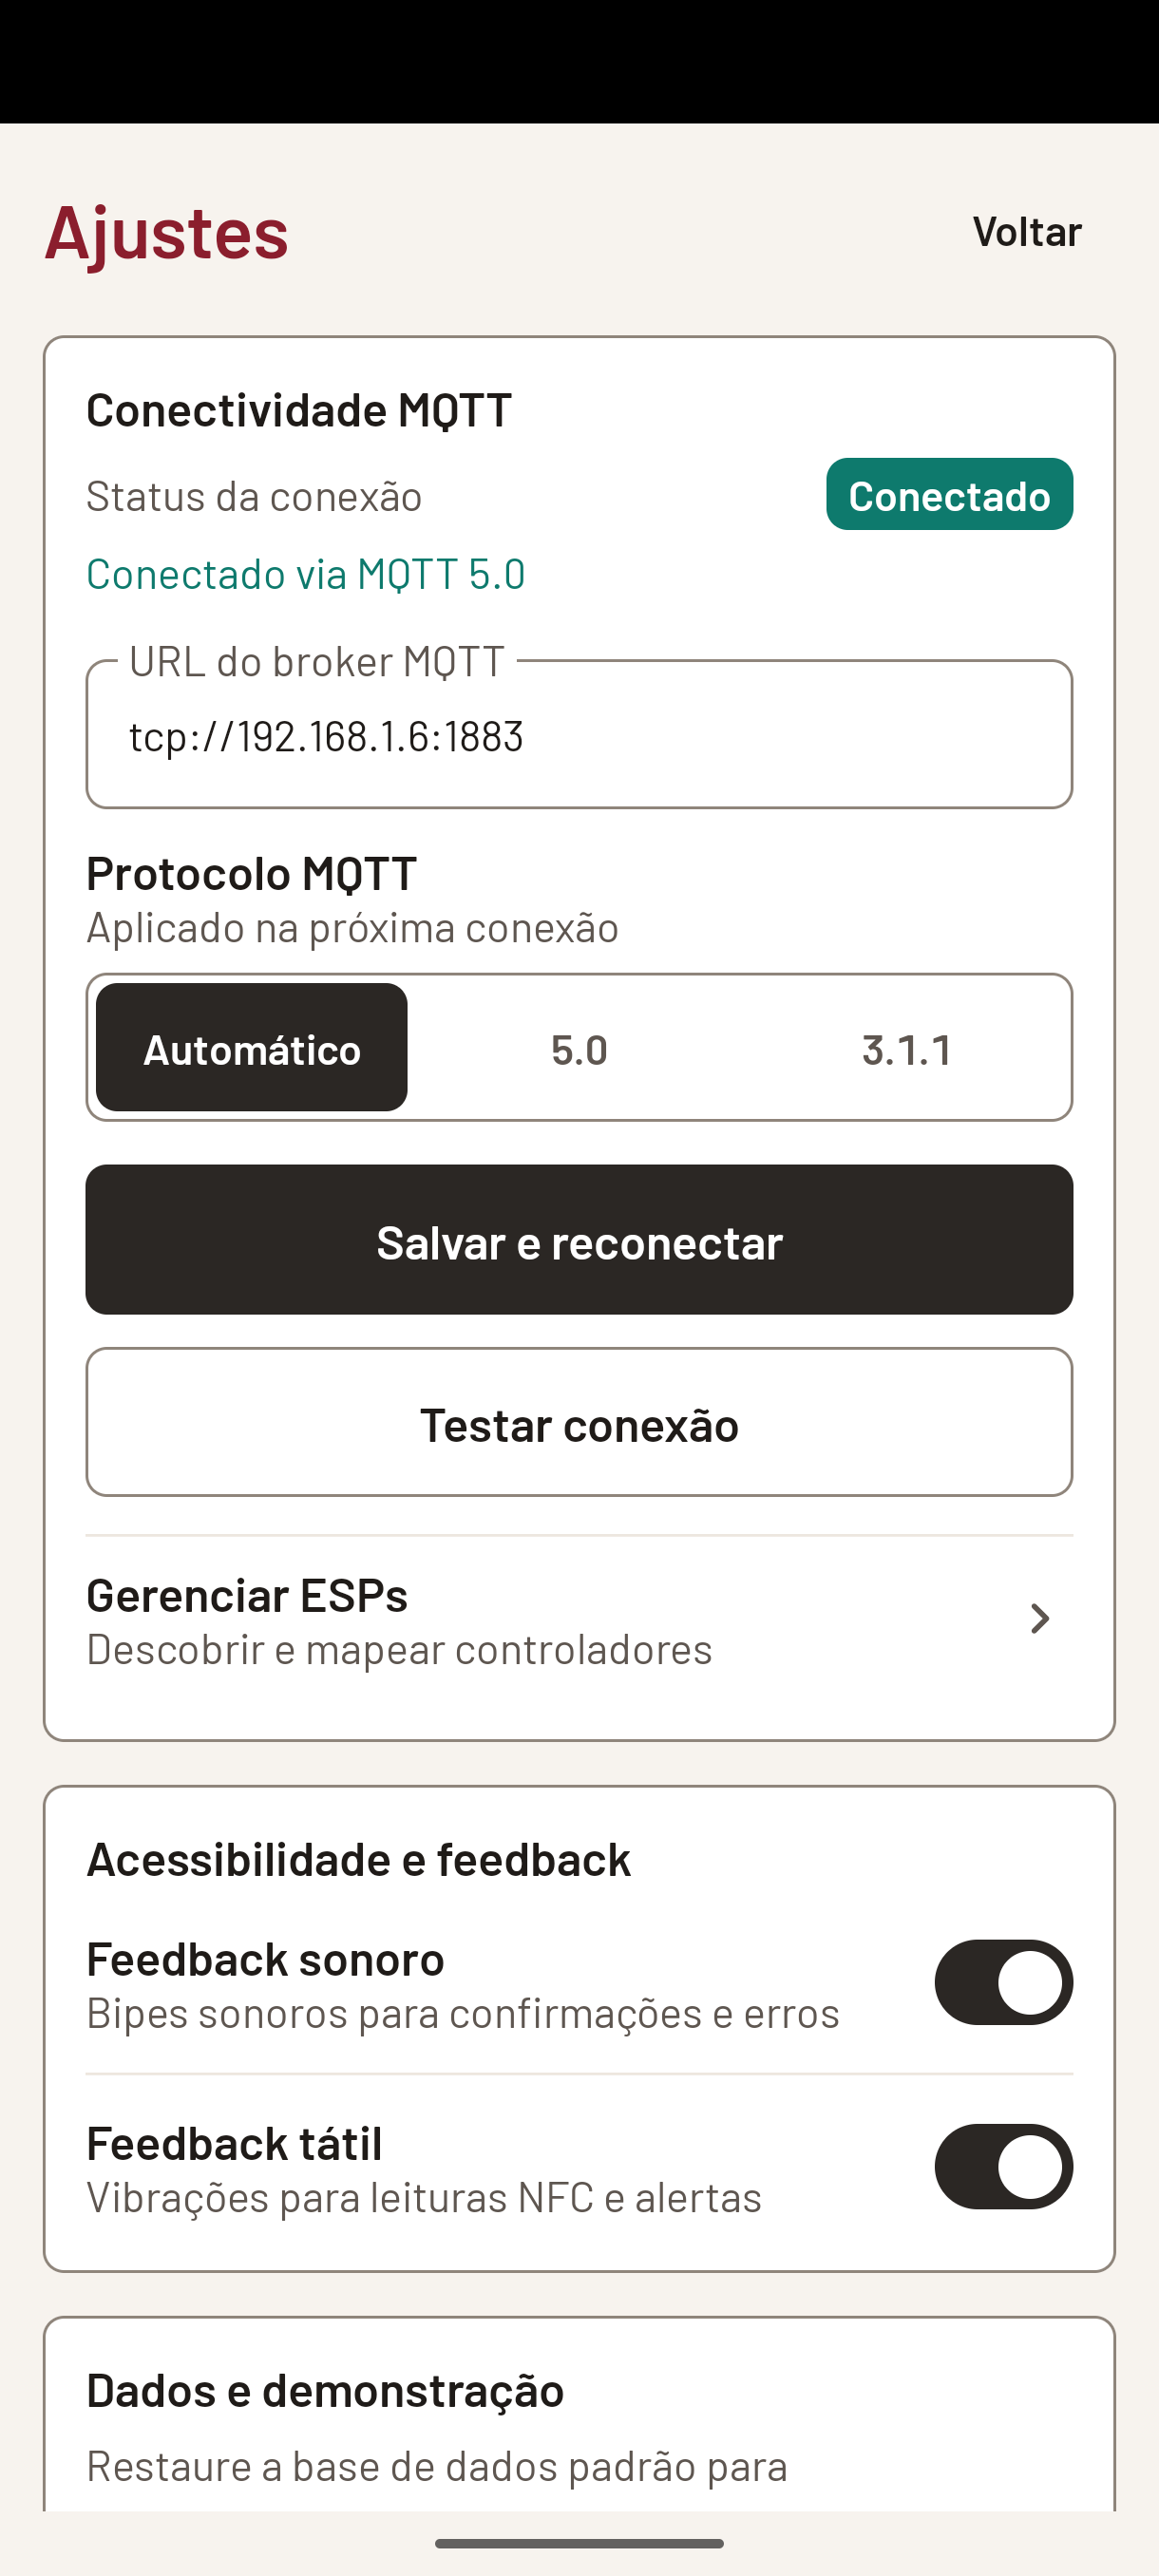 Ajustes
Voltar
Conectividade MQTT
Status da conexão
Conectado
Conectado via MQTT 5.0
URL do broker MQTT
tcp://192.168.1.6:1883
Protocolo MQTT
Aplicado na próxima conexão
Automático
5.0
3.1.1
Salvar e reconectar
Testar conexão
Gerenciar ESPs
Descobrir e mapear controladores
Acessibilidade e feedback
Feedback sonoro
Bipes sonoros para confirmações e erros
Feedback tátil
Vibrações para leituras NFC e alertas
Dados e demonstração
Restaure a base de dados padrão para